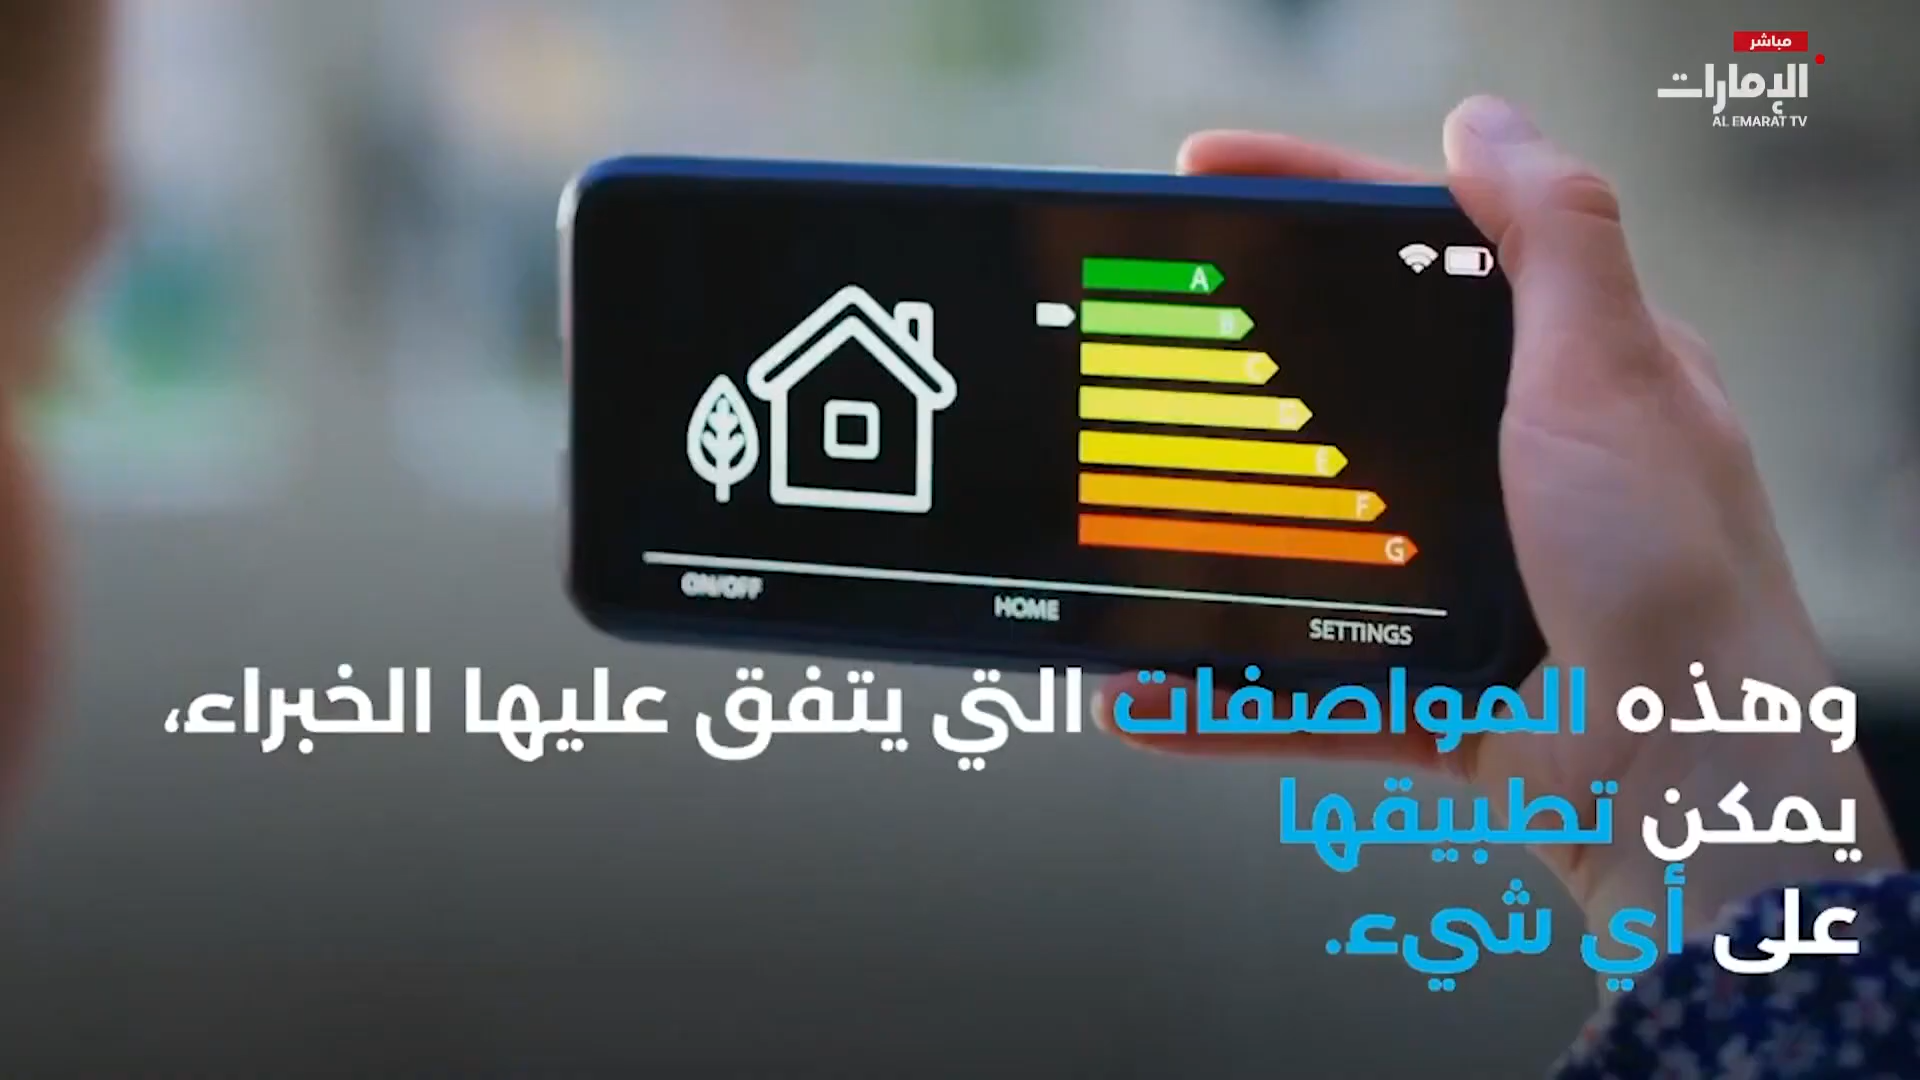 مباشر
الإمارات
AL EMARAT TV
A
B
C
D
E
F
G
ON/OFF
HOME
SETTINGS
وهذه المواصفات التي يتفق عليها الخبراء،
يمكن تطبيقها
على أي شيء.